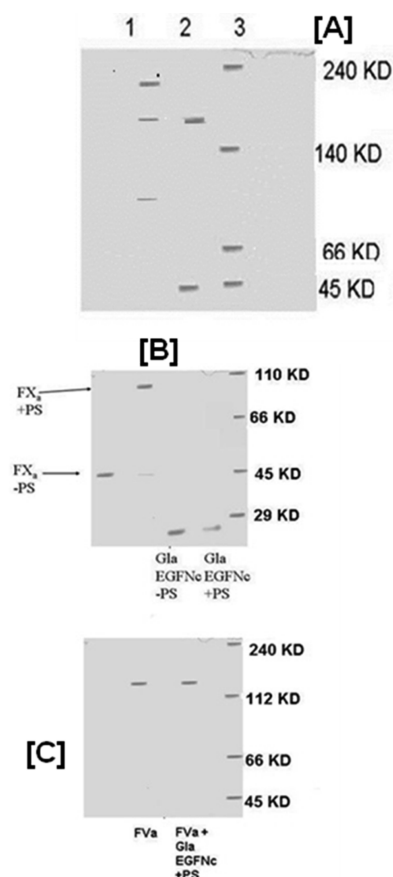 1 2 3 [A]
240 KD
140 KD
66 KD
45 KD
[B]
FXa
+PS
FXa
-PS
110 KD
66 KD
45 KD
29 KD
Gla
EGFNc
-PS
Gla
EGFNc
+PS
[C]
240 KD
112 KD
66 KD
45 KD
FVa
FVa +
Gla
EGFNc
+PS